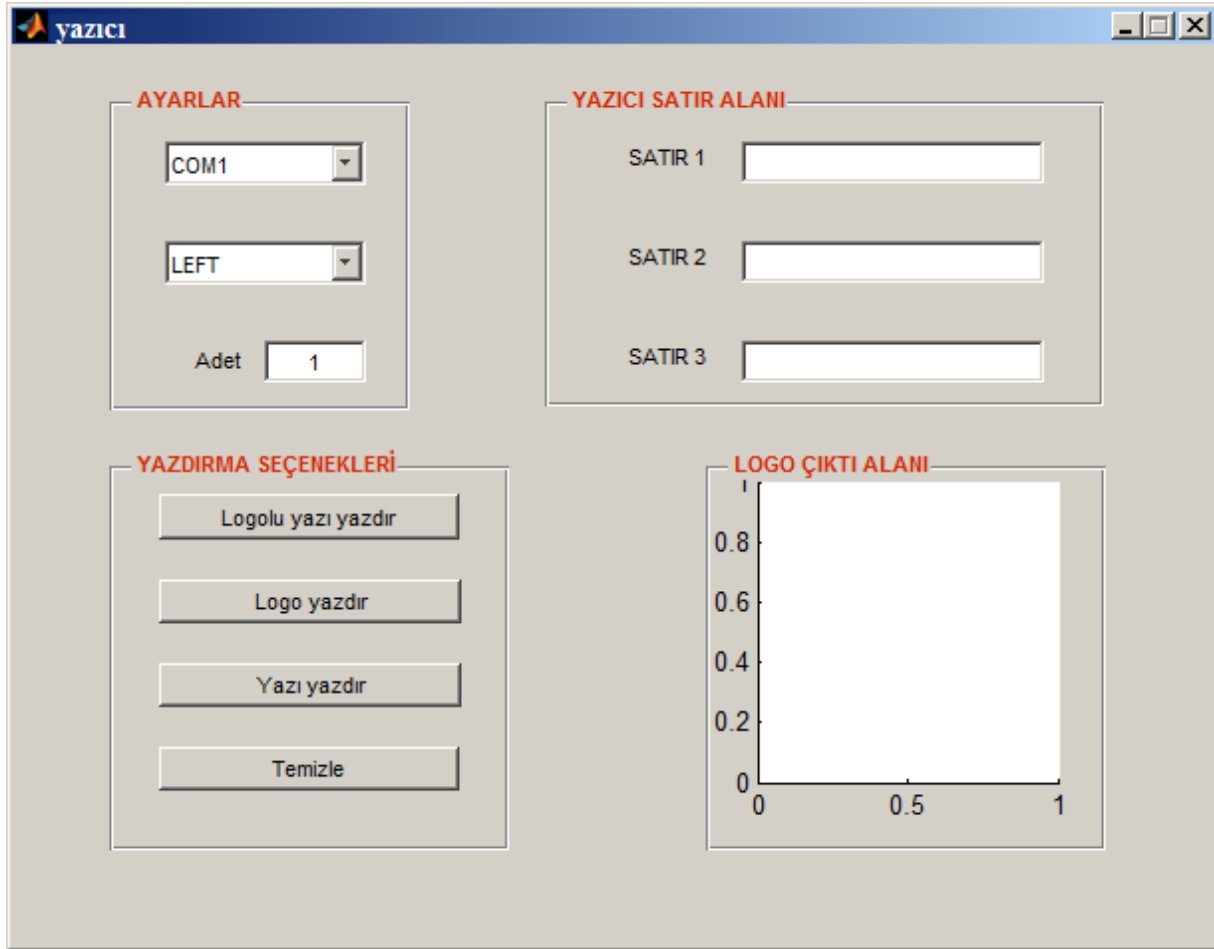 yazıcı
AYARLAR
COM1
LEFT
Adet 1
YAZICI SATIR ALANI
SATIR 1
SATIR 2
SATIR 3
YAZDIRMA SEÇENEKLERİ
Logolu yazı yazdır
Logo yazdır
Yazı yazdır
Temizle
LOGO ÇIKTI ALANI
1
0.8
0.6
0.4
0.2
0
0 0.5 1